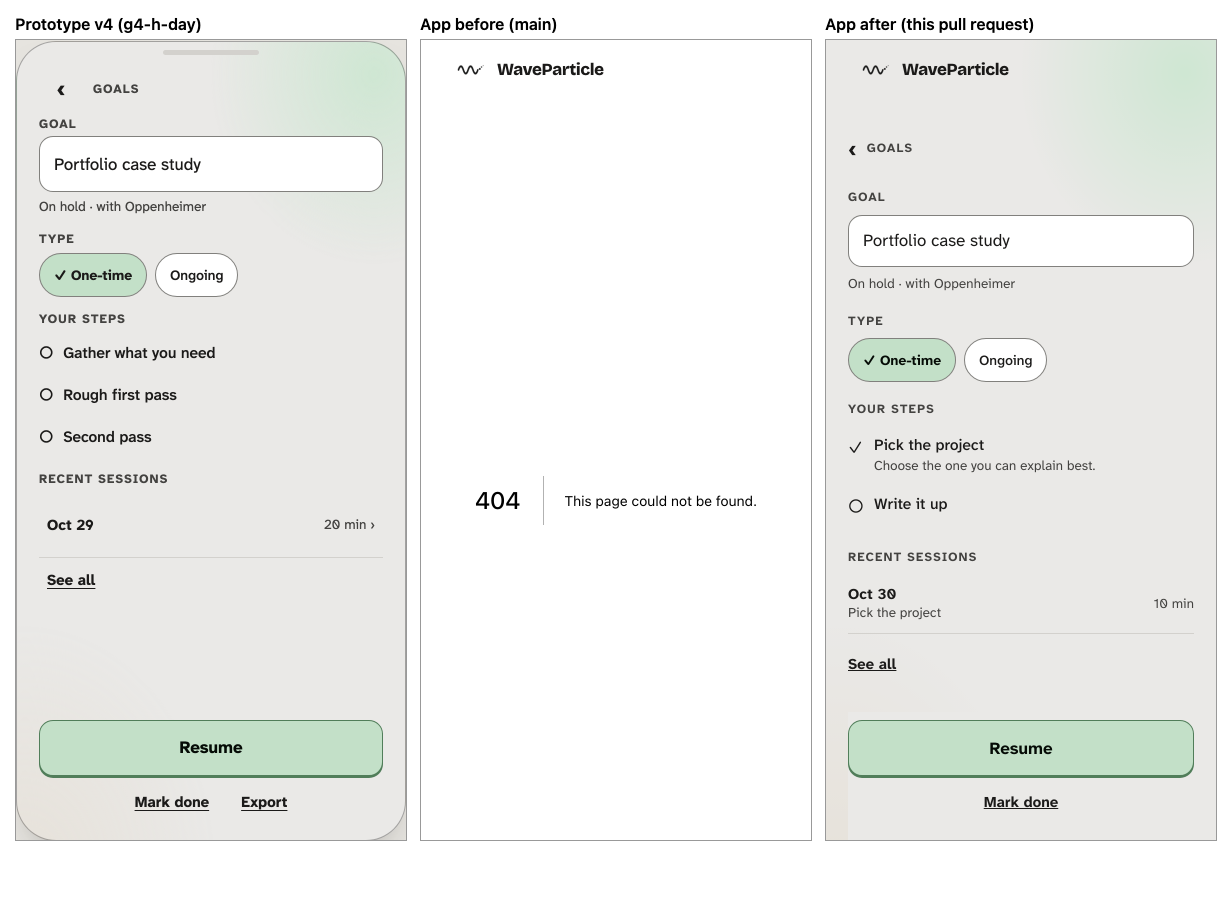 Prototype v4 (g4-h-day)
‹ GOALS
GOAL
Portfolio case study
On hold · with Oppenheimer
TYPE
✓ One-time Ongoing
YOUR STEPS
Gather what you need
Rough first pass
Second pass
RECENT SESSIONS
Oct 29 20 min ›
See all
Resume
Mark done Export
App before (main)
WaveParticle
404 This page could not be found.
App after (this pull request)
WaveParticle
‹ GOALS
GOAL
Portfolio case study
On hold · with Oppenheimer
TYPE
✓ One-time Ongoing
YOUR STEPS
✓ Pick the project
Choose the one you can explain best.
Write it up
RECENT SESSIONS
Oct 30 10 min
Pick the project
See all
Resume
Mark done